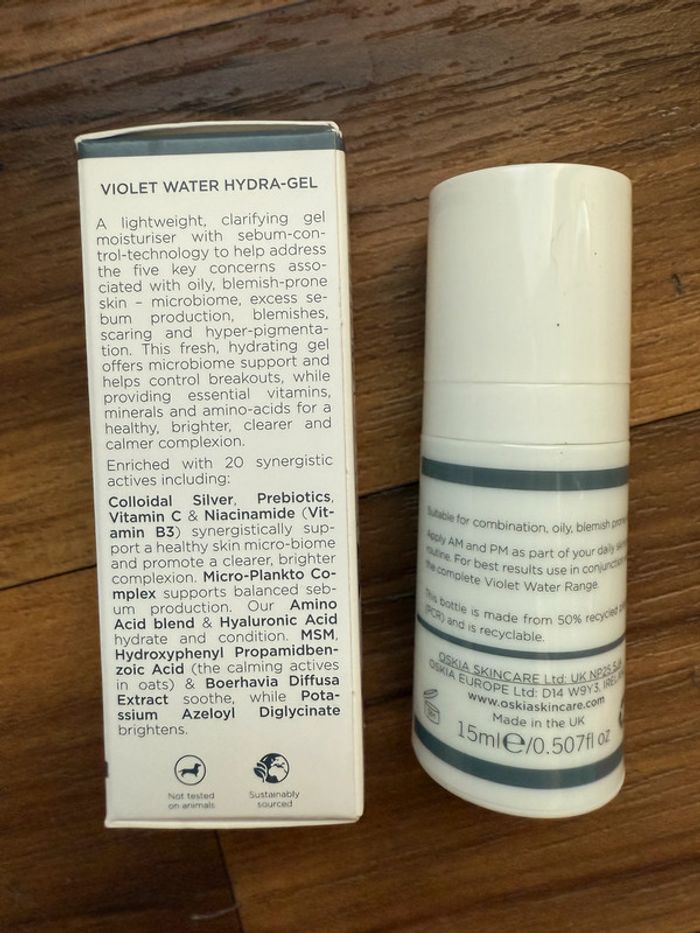 VIOLET WATER HYDRA-GEL
A lightweight, clarifying gel
moisturiser with sebum-con-
trol-technology to help address
the five key concerns asso-
ciated with oily, blemish-prone
skin – microbiome, excess se-
bum production, blemishes,
scaring and hyper-pigmenta-
tion. This fresh, hydrating gel
offers microbiome support and
helps control breakouts, while
providing essential vitamins,
minerals and amino-acids for a
healthy, brighter, clearer and
calmer complexion.
Enriched with 20 synergistic
actives including:
Colloidal Silver, Prebiotics,
Vitamin C & Niacinamide (Vit-
amin B3) synergistically sup-
port a healthy skin micro-biome
and promote a clearer, brighter
complexion. Micro-Plankto Co-
mplex supports balanced seb-
um production. Our Amino
Acid blend & Hyaluronic Acid
hydrate and condition. MSM,
Hydroxyphenyl Propamidben-
zoic Acid (the calming actives
in oats) & Boerhavia Diffusa
Extract soothe, while Pota-
ssium Azeloyl Diglycinate
brightens.
Not tested
on animals
Sustainably
sourced
Suitable for combination, oily, blemish prone
Apply AM and PM as part of your daily
routine. For best results use in conjunction
the complete Violet Water Range.
This bottle is made from 50% recycled
(PCR) and is recyclable.
OSKIA SKINCARE Ltd: UK NP25
OSKIA EUROPE Ltd: D14 W9Y3,
www.oskiaskincare.com
Made in the UK
15ml℮/0.507fl oz